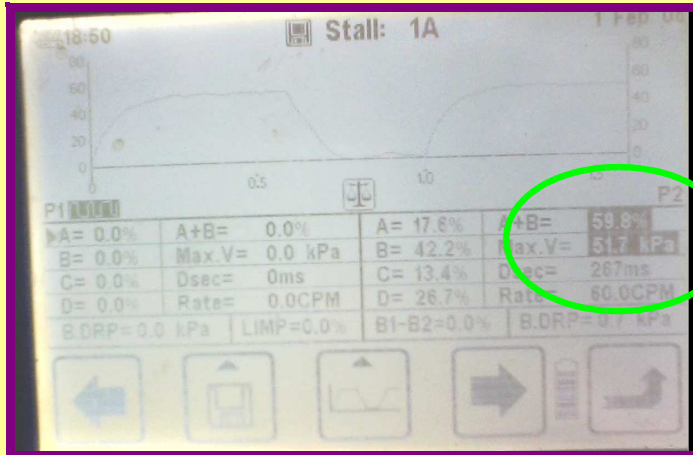 18:50 Stall: 1A 1 Feb 06
80 80
60 60
40 40
20 20
0 0
0 0.5 1.0 1.5
P1 P2
A= 0.0% A+B= 0.0% A= 17.6% A+B= 59.8%
B= 0.0% Max.V= 0.0 kPa B= 42.2% Max.V= 51.7 kPa
C= 0.0% Dsec= 0ms C= 13.4% Dsec= 267ms
D= 0.0% Rate= 0.0CPM D= 26.7% Rate= 60.0CPM
B.DRP=0.0 kPa LIMP=0.0% B1-B2=0.0% B.DRP=0.7 kPa